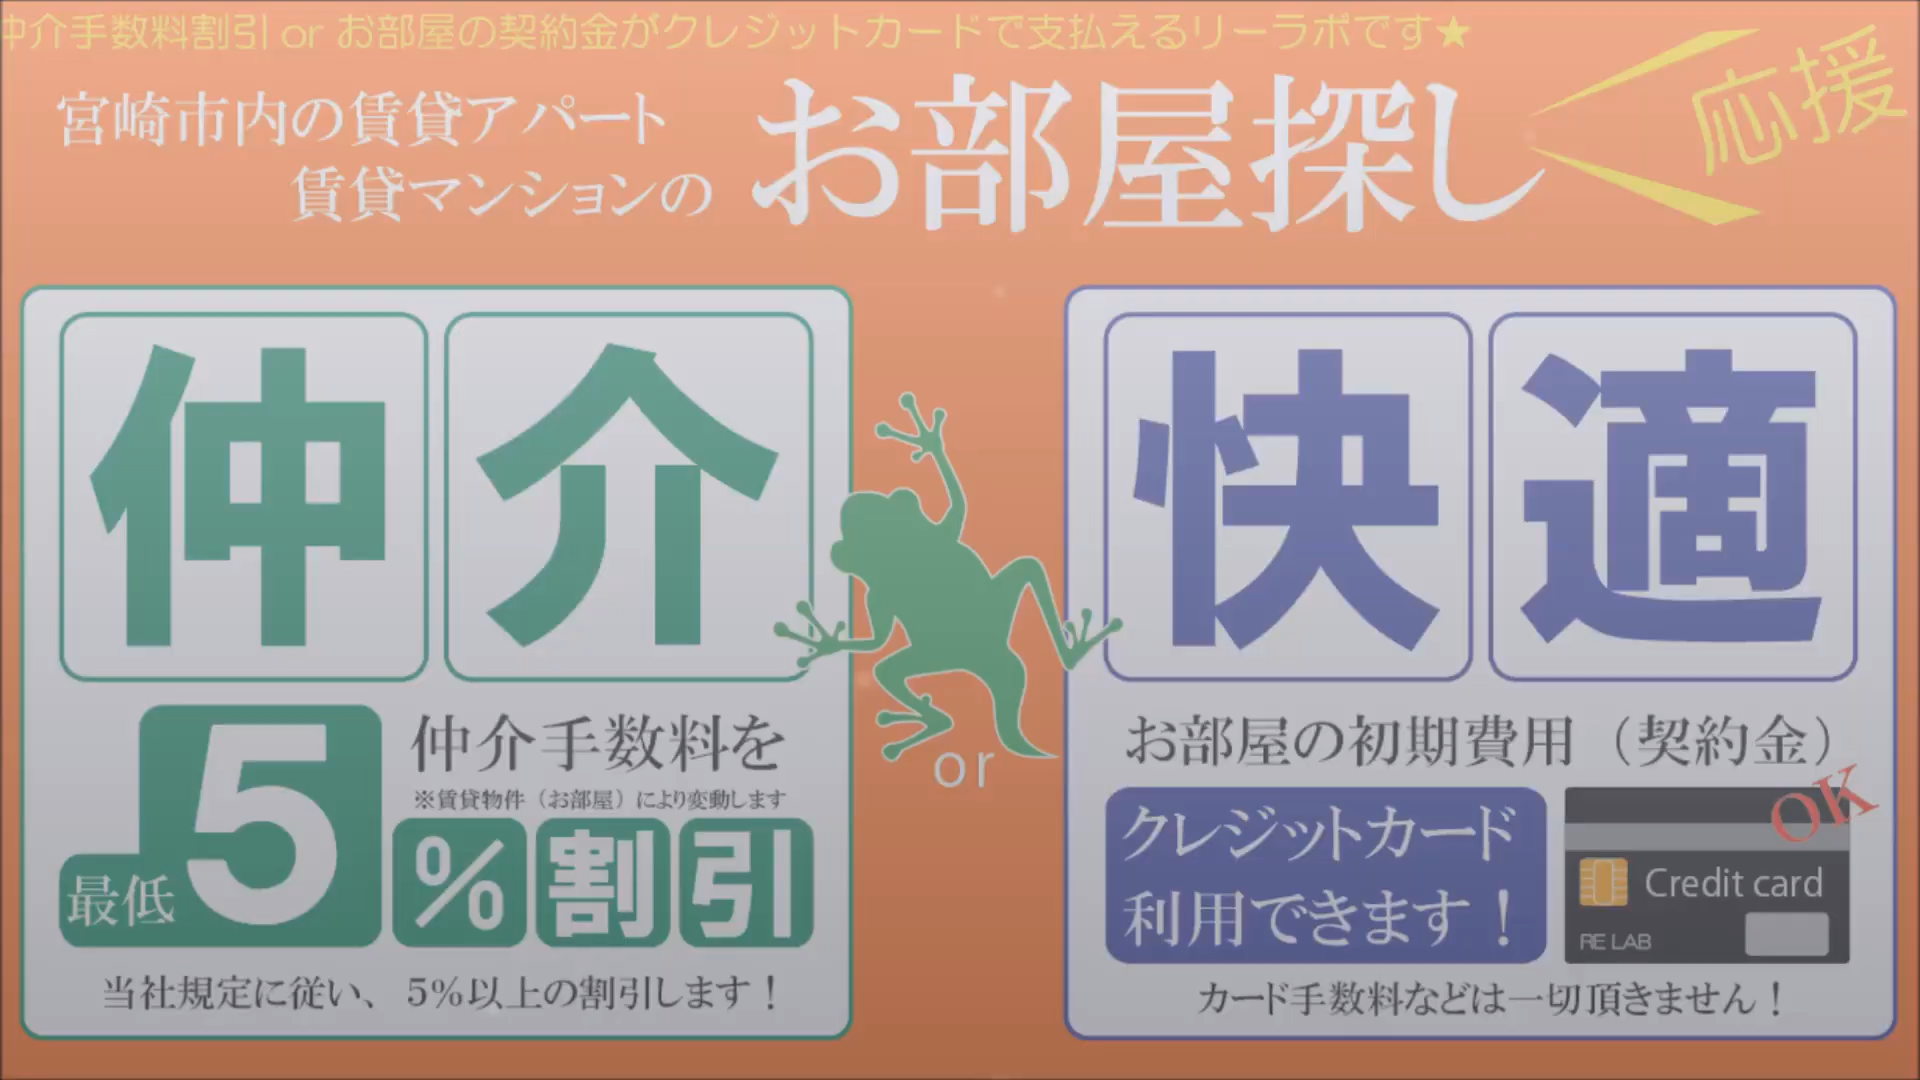 仲介手数料割引 or お部屋の契約金がクレジットカードで支払えるリーラボです★
宮崎市内の賃貸アパート
賃貸マンションの
お部屋探し
応援
仲介
仲介手数料を
※賃貸物件（お部屋）により変動します
最低5%割引
当社規定に従い、5%以上の割引します！
or
快適
お部屋の初期費用（契約金）
クレジットカード
利用できます！
OK
Credit card
RE LAB
カード手数料などは一切頂きません！